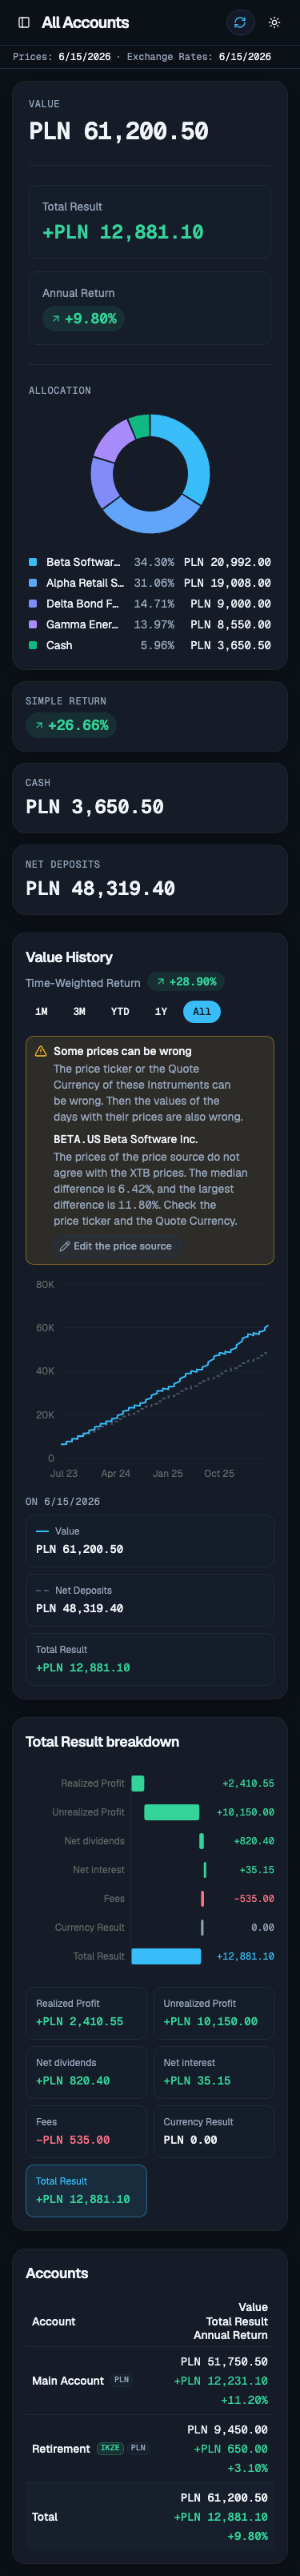 All Accounts
Prices: 6/15/2026 · Exchange Rates: 6/15/2026
VALUE
PLN 61,200.50
Total Result
+PLN 12,881.10
Annual Return
+9.80%
ALLOCATION
Beta Softwar... 34.30% PLN 20,992.00
Alpha Retail S... 31.06% PLN 19,008.00
Delta Bond F... 14.71% PLN 9,000.00
Gamma Ener... 13.97% PLN 8,550.00
Cash 5.96% PLN 3,650.50
SIMPLE RETURN
+26.66%
CASH
PLN 3,650.50
NET DEPOSITS
PLN 48,319.40
Value History
Time-Weighted Return +28.90%
1M 3M YTD 1Y All
Some prices can be wrong
The price ticker or the Quote
Currency of these Instruments can
be wrong. Then the values of the
days with their prices are also wrong.
BETA.US Beta Software Inc.
The prices of the price source do not
agree with the XTB prices. The median
difference is 6.42%, and the largest
difference is 11.80%. Check the
price ticker and the Quote Currency.
Edit the price source
80K
60K
40K
20K
0
Jul 23 Apr 24 Jan 25 Oct 25
ON 6/15/2026
Value
PLN 61,200.50
Net Deposits
PLN 48,319.40
Total Result
+PLN 12,881.10
Total Result breakdown
Realized Profit +2,410.55
Unrealized Profit +10,150.00
Net dividends +820.40
Net interest +35.15
Fees −535.00
Currency Result 0.00
Total Result +12,881.10
Realized Profit
+PLN 2,410.55
Unrealized Profit
+PLN 10,150.00
Net dividends
+PLN 820.40
Net interest
+PLN 35.15
Fees
−PLN 535.00
Currency Result
PLN 0.00
Total Result
+PLN 12,881.10
Accounts
Account
Value
Total Result
Annual Return
Main Account PLN
PLN 51,750.50
+PLN 12,231.10
+11.20%
Retirement IKZE PLN
PLN 9,450.00
+PLN 650.00
+3.10%
Total
PLN 61,200.50
+PLN 12,881.10
+9.80%